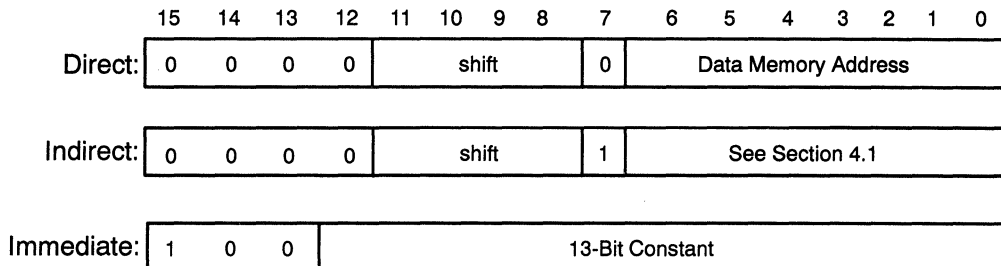 15 14 13 12 11 10 9 8 7 6 5 4 3 2 1 0
Direct: 0 0 0 0 shift 0 Data Memory Address
Indirect: 0 0 0 0 shift 1 See Section 4.1
Immediate: 1 0 0 13-Bit Constant